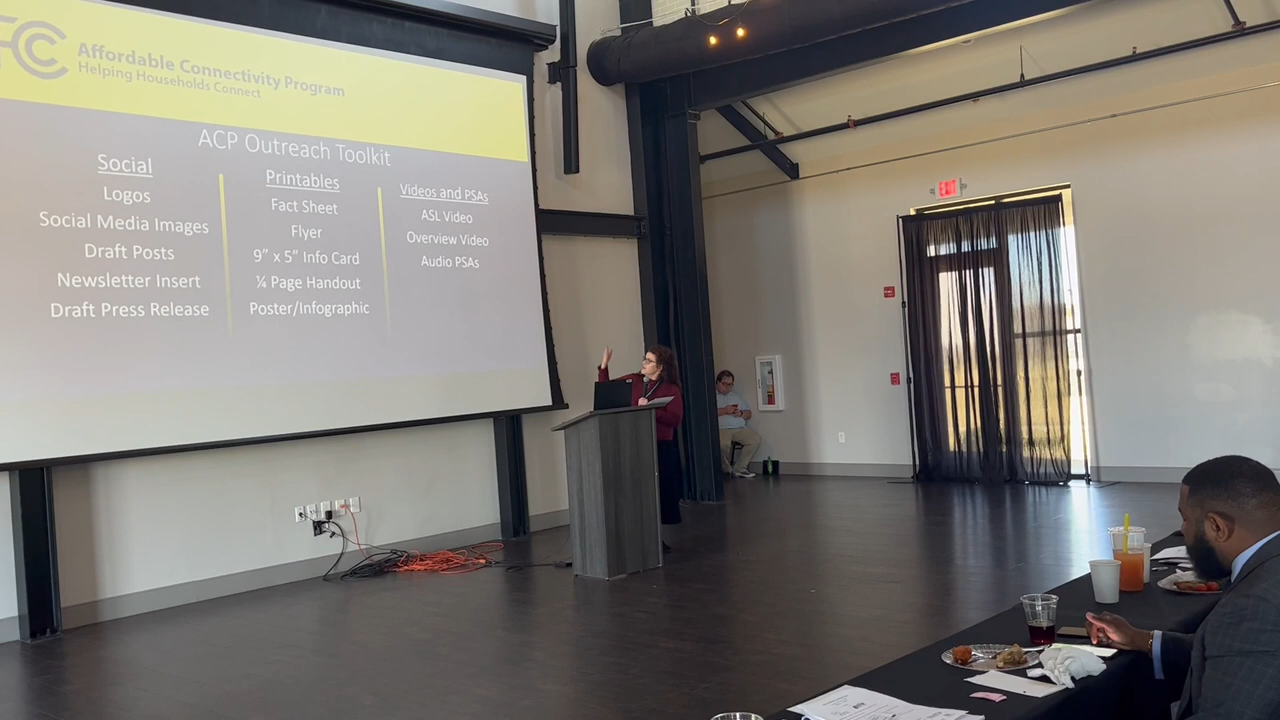 FCC
Affordable Connectivity Program
Helping Households Connect
ACP Outreach Toolkit
Social
Logos
Social Media Images
Draft Posts
Newsletter Insert
Draft Press Release
Printables
Fact Sheet
Flyer
9” x 5” Info Card
¼ Page Handout
Poster/Infographic
Videos and PSAs
ASL Video
Overview Video
Audio PSAs
EXIT